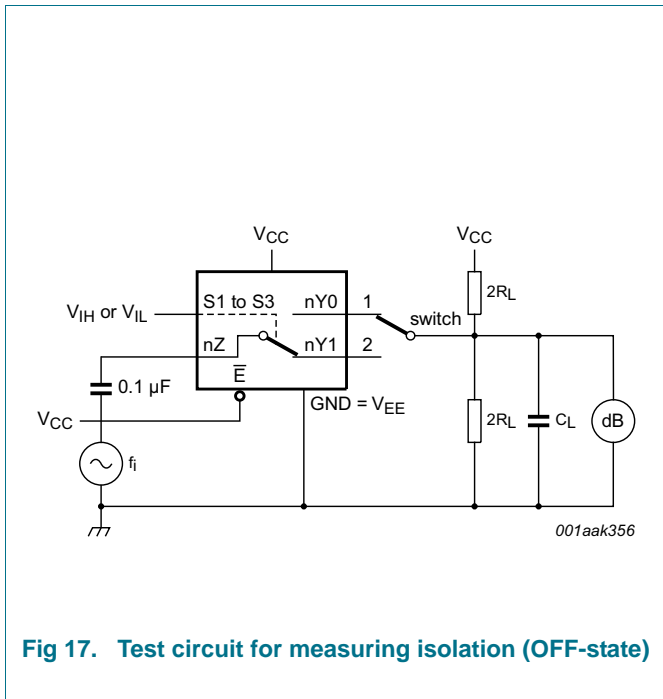 VCC VCC
VIH or VIL S1 to S3 nY0 1 switch 2RL
nZ nY1 2
E̅
0.1 µF GND = VEE
VCC 2RL CL dB
fi
001aak356
Fig 17. Test circuit for measuring isolation (OFF-state)